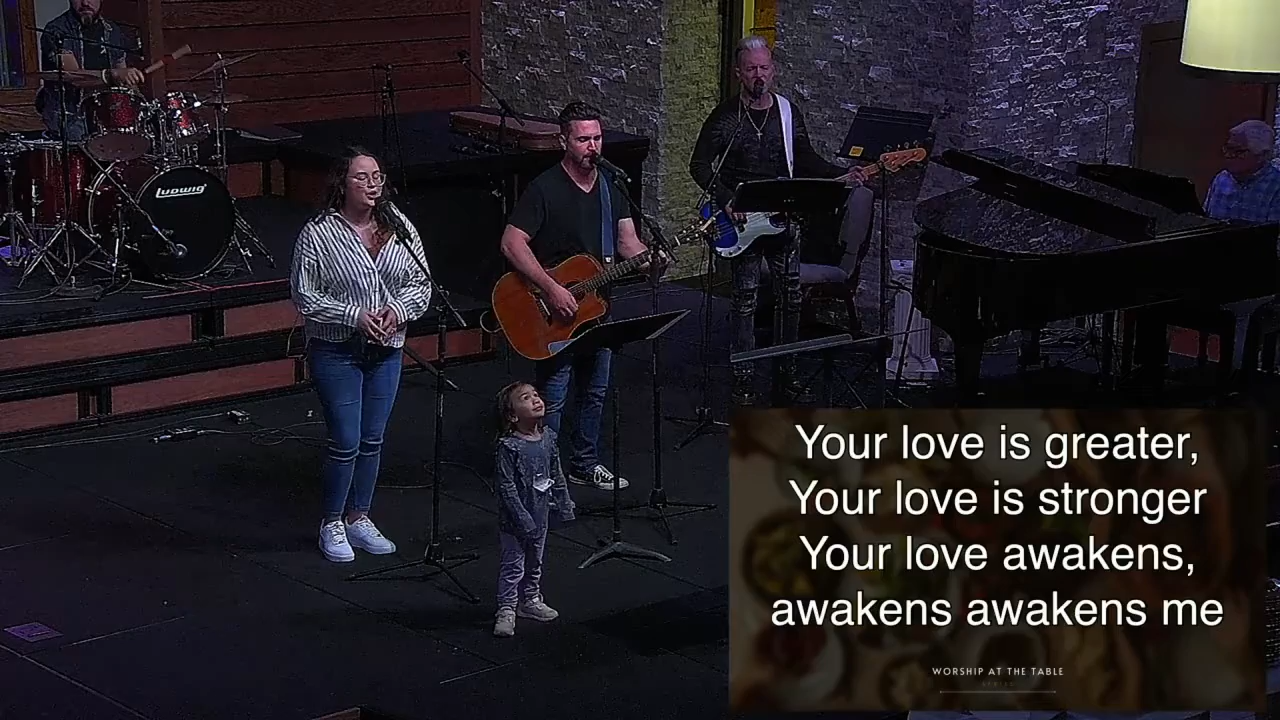 Ludwig
Your love is greater,
Your love is stronger
Your love awakens,
awakens awakens me
WORSHIP AT THE TABLE